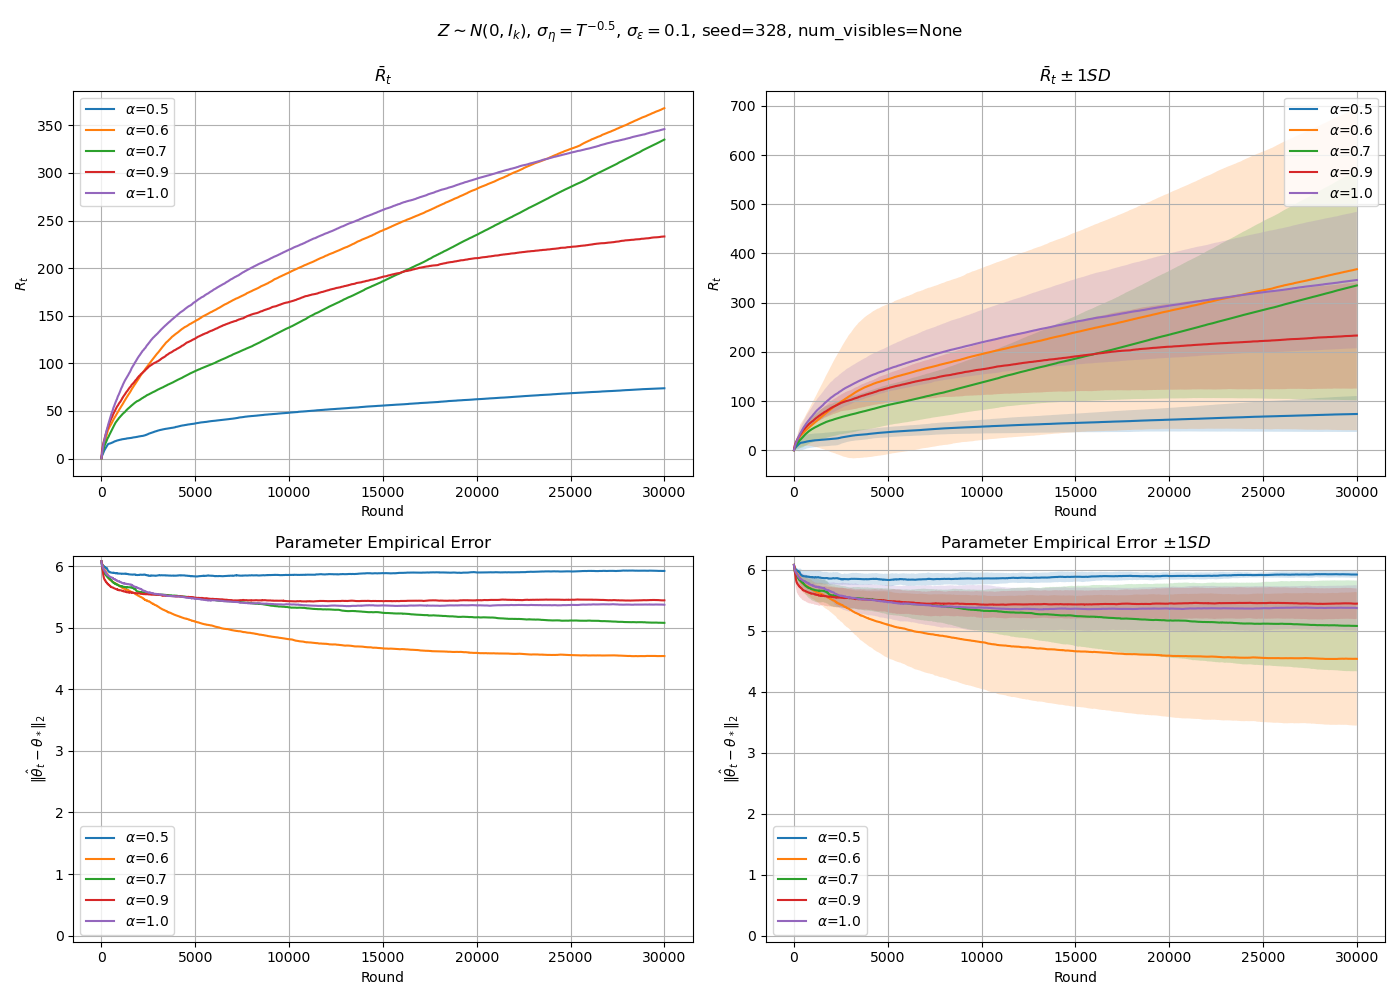 Z ∼ N(0, I_k), σ_η = T^{−0.5}, σ_ε = 0.1, seed=328, num_visibles=None
R̄_t
R_t
350
300
250
200
150
100
50
0
0 5000 10000 15000 20000 25000 30000
Round
α=0.5
α=0.6
α=0.7
α=0.9
α=1.0
R̄_t ± 1SD
R_t
700
600
500
400
300
200
100
0
0 5000 10000 15000 20000 25000 30000
Round
α=0.5
α=0.6
α=0.7
α=0.9
α=1.0
Parameter Empirical Error
‖θ̂_t − θ_*‖_2
6
5
4
3
2
1
0
0 5000 10000 15000 20000 25000 30000
Round
α=0.5
α=0.6
α=0.7
α=0.9
α=1.0
Parameter Empirical Error ±1SD
‖θ̂_t − θ_*‖_2
6
5
4
3
2
1
0
0 5000 10000 15000 20000 25000 30000
Round
α=0.5
α=0.6
α=0.7
α=0.9
α=1.0